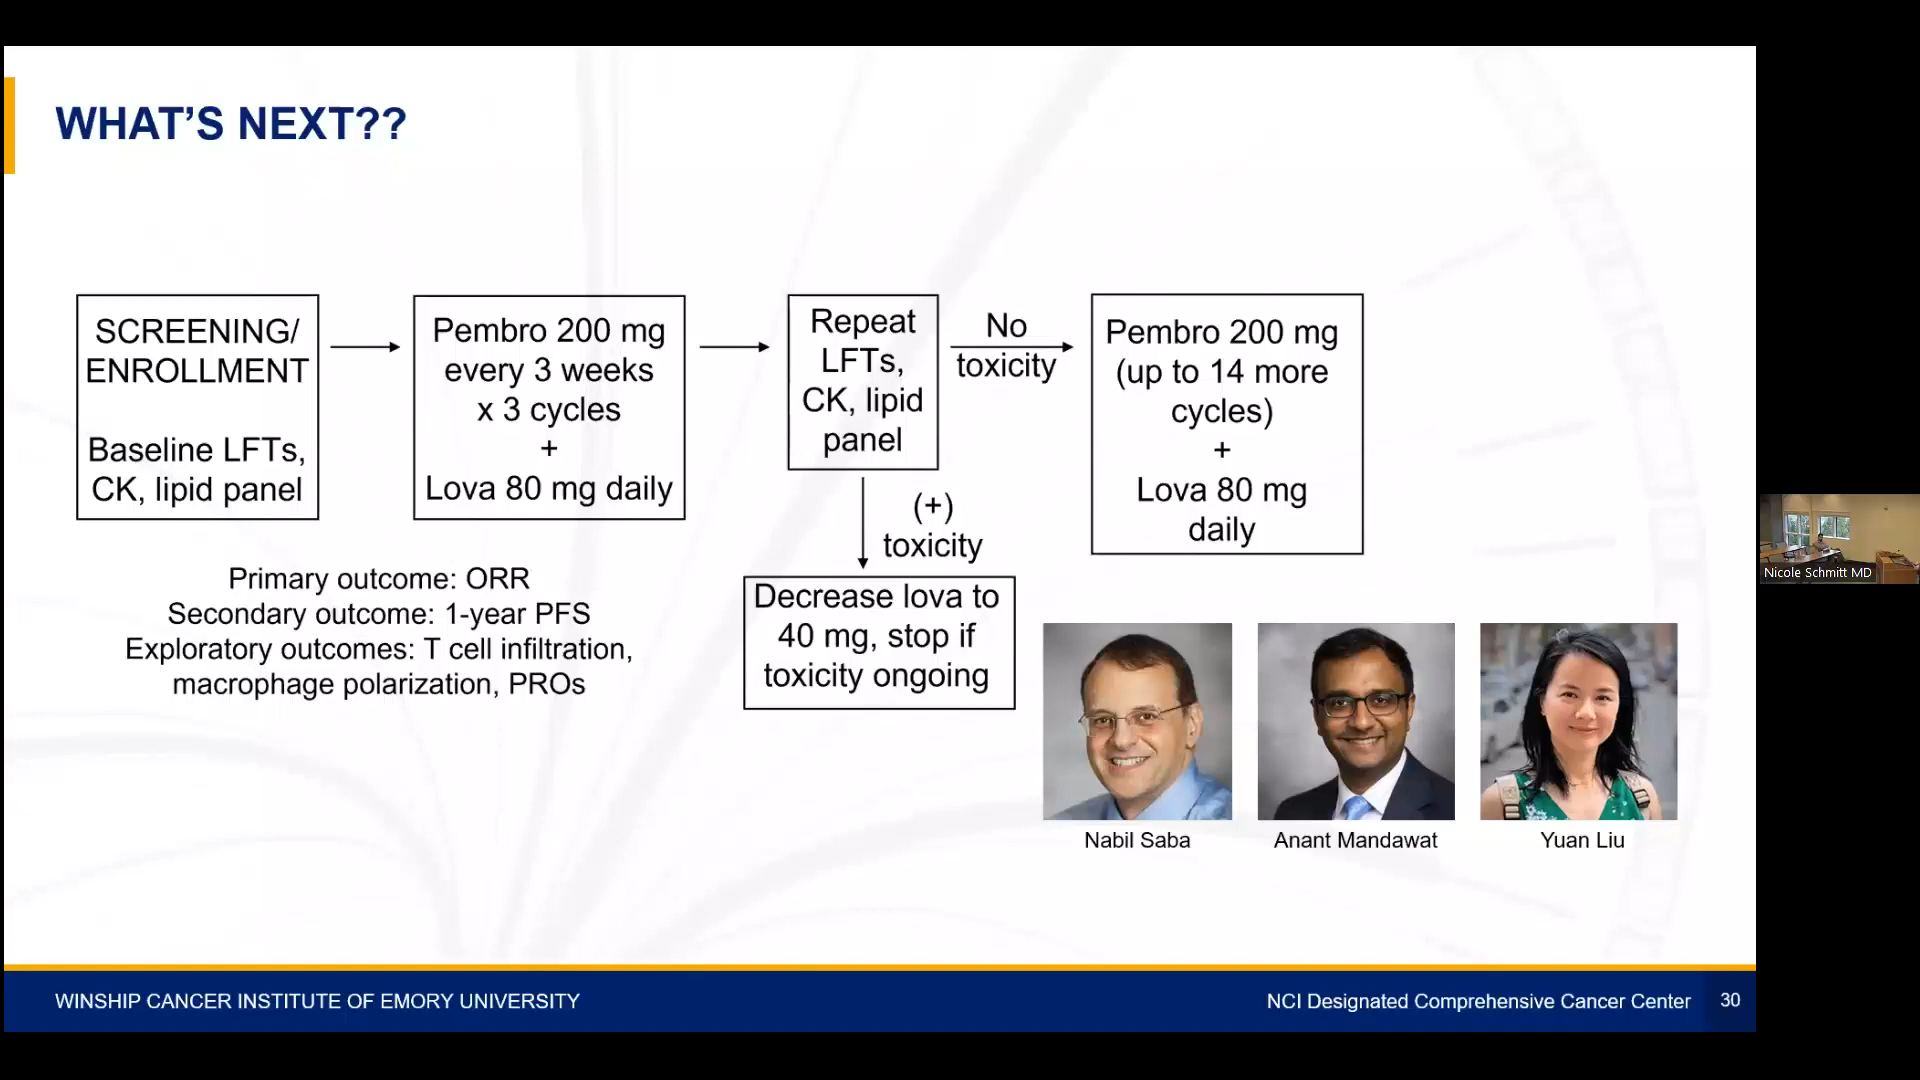 WHAT'S NEXT??
SCREENING/
ENROLLMENT
Baseline LFTs,
CK, lipid panel
Pembro 200 mg
every 3 weeks
x 3 cycles
+
Lova 80 mg daily
Repeat
LFTs,
CK, lipid
panel
No
toxicity
Pembro 200 mg
(up to 14 more
cycles)
+
Lova 80 mg
daily
(+)
toxicity
Decrease lova to
40 mg, stop if
toxicity ongoing
Primary outcome: ORR
Secondary outcome: 1-year PFS
Exploratory outcomes: T cell infiltration,
macrophage polarization, PROs
Nabil Saba
Anant Mandawat
Yuan Liu
Nicole Schmitt MD
WINSHIP CANCER INSTITUTE OF EMORY UNIVERSITY
NCI Designated Comprehensive Cancer Center
30